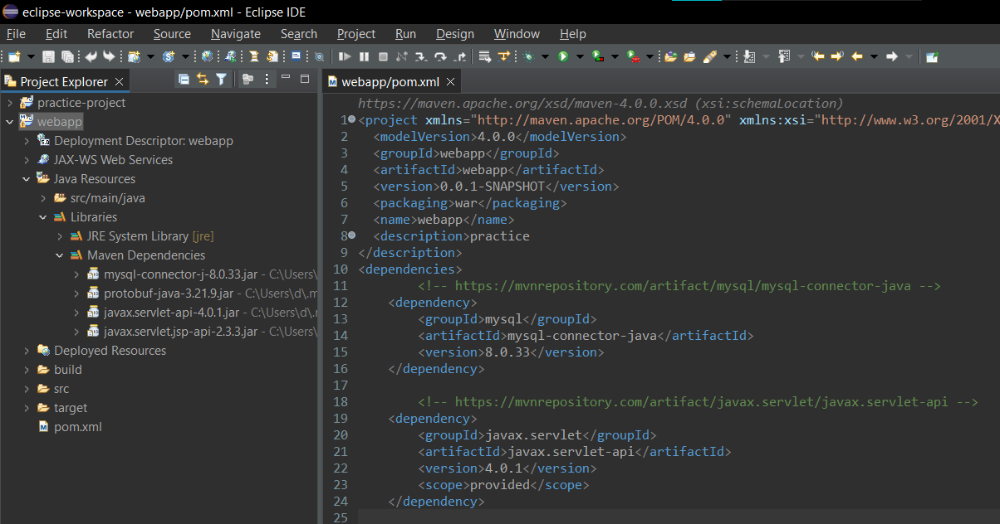 eclipse-workspace - webapp/pom.xml - Eclipse IDE
File Edit Refactor Source Navigate Search Project Run Design Window Help
Project Explorer
practice-project
webapp
Deployment Descriptor: webapp
JAX-WS Web Services
Java Resources
src/main/java
Libraries
JRE System Library [jre]
Maven Dependencies
mysql-connector-j-8.0.33.jar - C:\Users\
protobuf-java-3.21.9.jar - C:\Users\d\.m
javax.servlet-api-4.0.1.jar - C:\Users\d\.
javax.servlet.jsp-api-2.3.3.jar - C:\Users\
Deployed Resources
build
src
target
pom.xml
webapp/pom.xml
https://maven.apache.org/xsd/maven-4.0.0.xsd (xsi:schemaLocation)
1 <project xmlns="http://maven.apache.org/POM/4.0.0" xmlns:xsi="http://www.w3.org/2001/X
2 <modelVersion>4.0.0</modelVersion>
3 <groupId>webapp</groupId>
4 <artifactId>webapp</artifactId>
5 <version>0.0.1-SNAPSHOT</version>
6 <packaging>war</packaging>
7 <name>webapp</name>
8 <description>practice
9 </description>
10 <dependencies>
11 <!-- https://mvnrepository.com/artifact/mysql/mysql-connector-java -->
12 <dependency>
13 <groupId>mysql</groupId>
14 <artifactId>mysql-connector-java</artifactId>
15 <version>8.0.33</version>
16 </dependency>
17
18 <!-- https://mvnrepository.com/artifact/javax.servlet/javax.servlet-api -->
19 <dependency>
20 <groupId>javax.servlet</groupId>
21 <artifactId>javax.servlet-api</artifactId>
22 <version>4.0.1</version>
23 <scope>provided</scope>
24 </dependency>
25